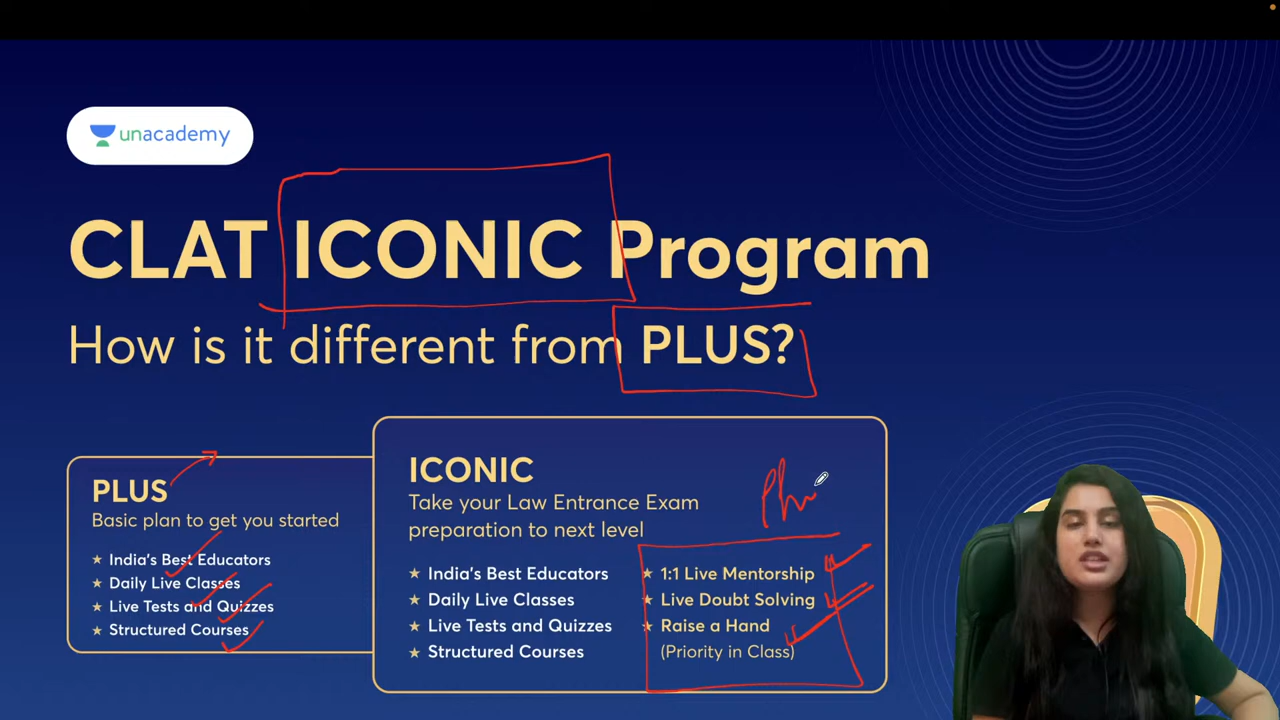 unacademy
CLAT ICONIC Program
How is it different from PLUS?
PLUS
Basic plan to get you started
★ India's Best Educators
★ Daily Live Classes
★ Live Tests and Quizzes
★ Structured Courses
ICONIC
Take your Law Entrance Exam
preparation to next level
★ India's Best Educators
★ Daily Live Classes
★ Live Tests and Quizzes
★ Structured Courses
★ 1:1 Live Mentorship
★ Live Doubt Solving
★ Raise a Hand
(Priority in Class)